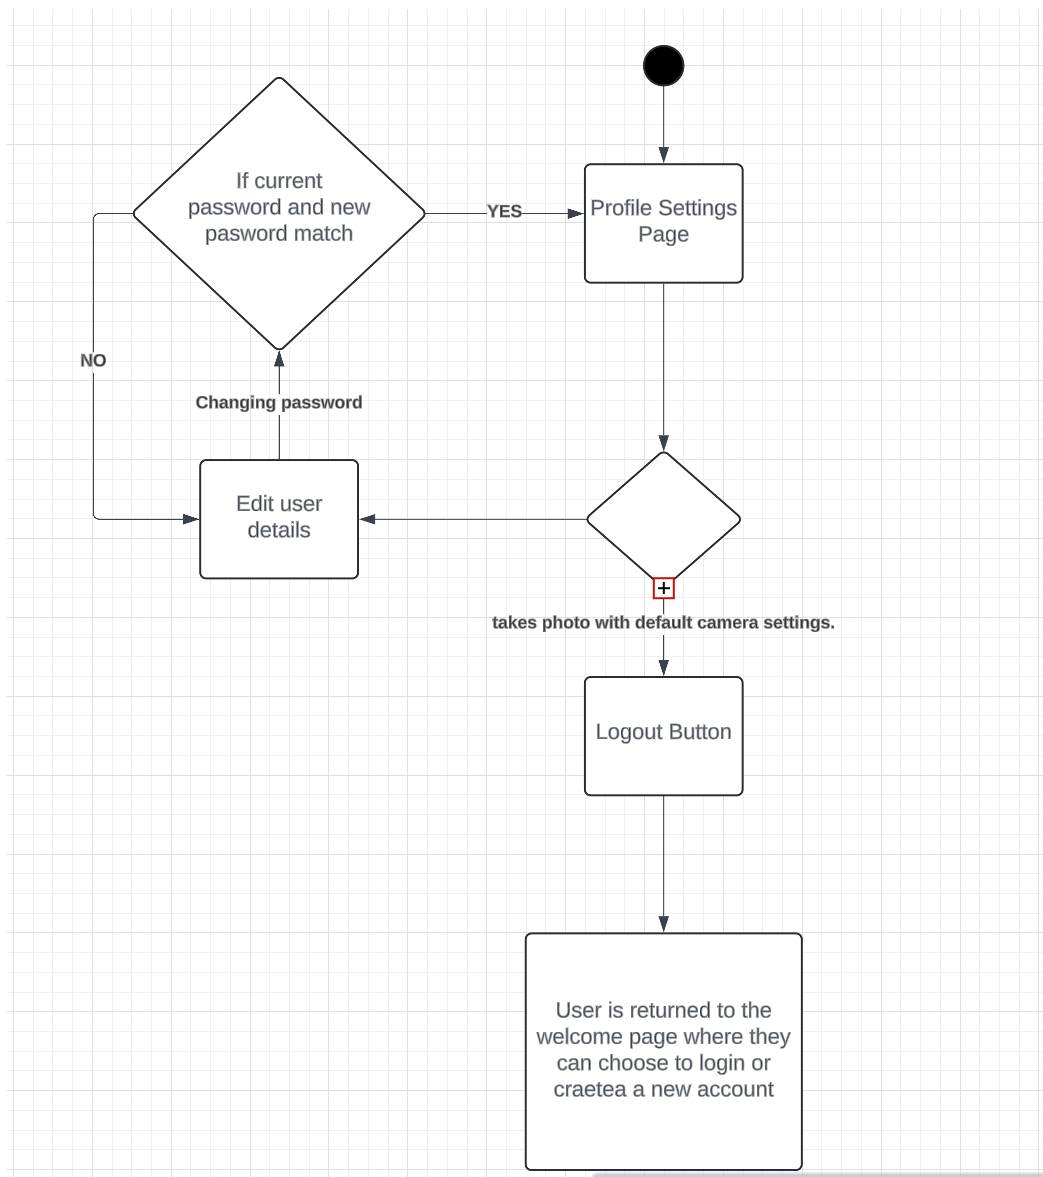 If current
password and new
pasword match
YES
Profile Settings
Page
NO
Changing password
Edit user
details
takes photo with default camera settings.
Logout Button
User is returned to the
welcome page where they
can choose to login or
craetea a new account